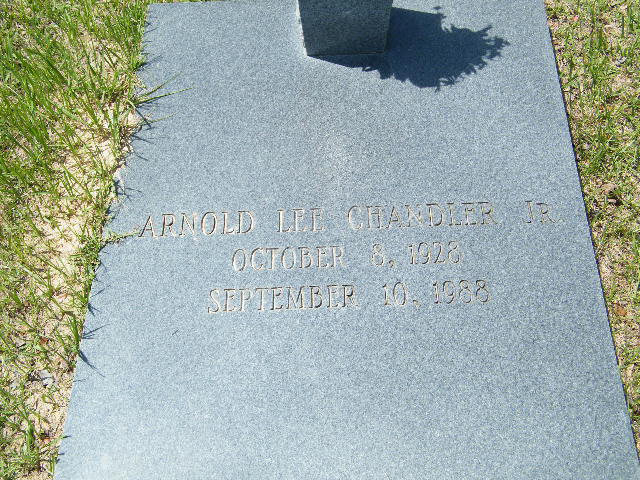 ARNOLD LEE CHANDLER, JR.
OCTOBER 8, 1928
SEPTEMBER 10, 1988